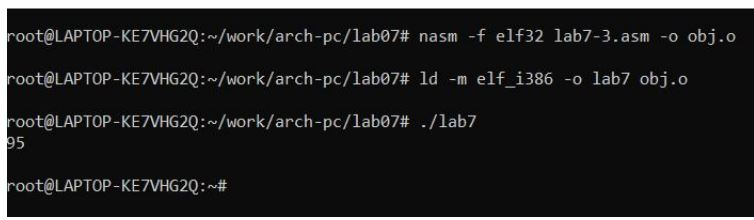 root@LAPTOP-KE7VHG2Q:~/work/arch-pc/lab07# nasm -f elf32 lab7-3.asm -o obj.o
root@LAPTOP-KE7VHG2Q:~/work/arch-pc/lab07# ld -m elf_i386 -o lab7 obj.o
root@LAPTOP-KE7VHG2Q:~/work/arch-pc/lab07# ./lab7
95
root@LAPTOP-KE7VHG2Q:~#